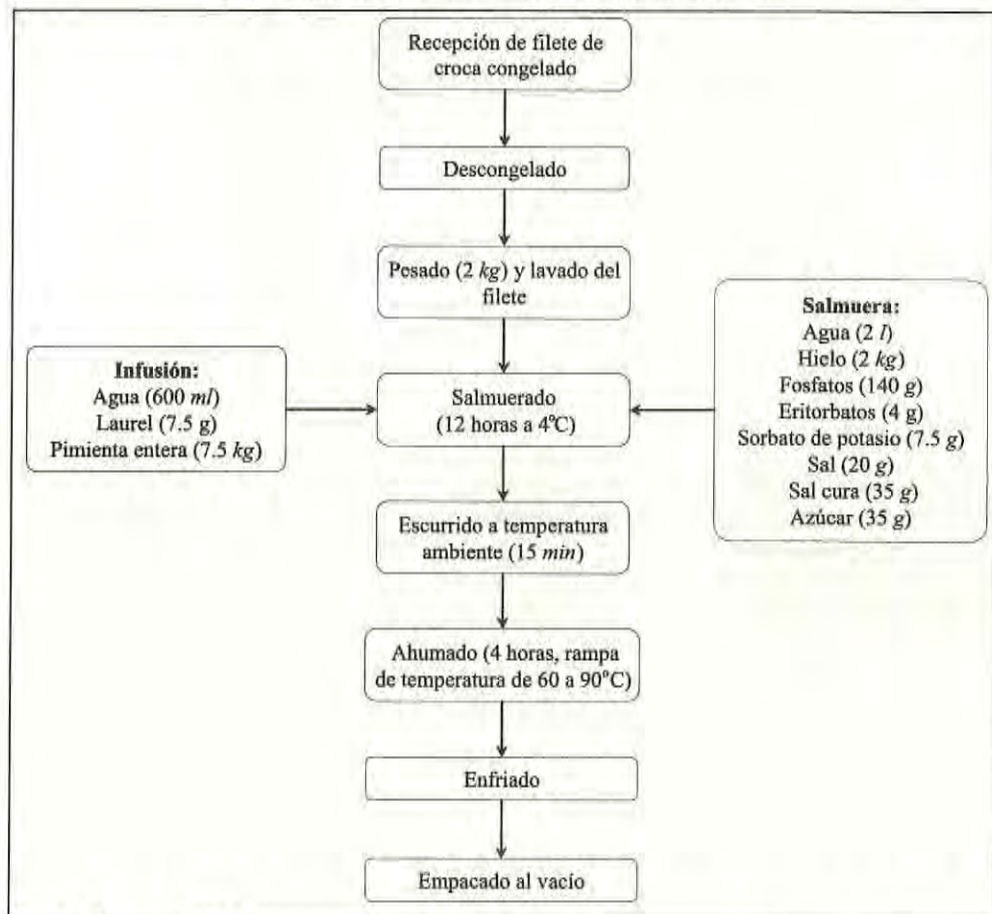 Recepción de filete de
croca congelado
Descongelado
Pesado (2 kg) y lavado del
filete
Infusión:
Agua (600 ml)
Laurel (7.5 g)
Pimienta entera (7.5 kg)
Salmuerado
(12 horas a 4°C)
Salmuera:
Agua (2 l)
Hielo (2 kg)
Fosfatos (140 g)
Eritorbatos (4 g)
Sorbato de potasio (7.5 g)
Sal (20 g)
Sal cura (35 g)
Azúcar (35 g)
Escurrido a temperatura
ambiente (15 min)
Ahumado (4 horas, rampa
de temperatura de 60 a 90°C)
Enfriado
Empacado al vacío